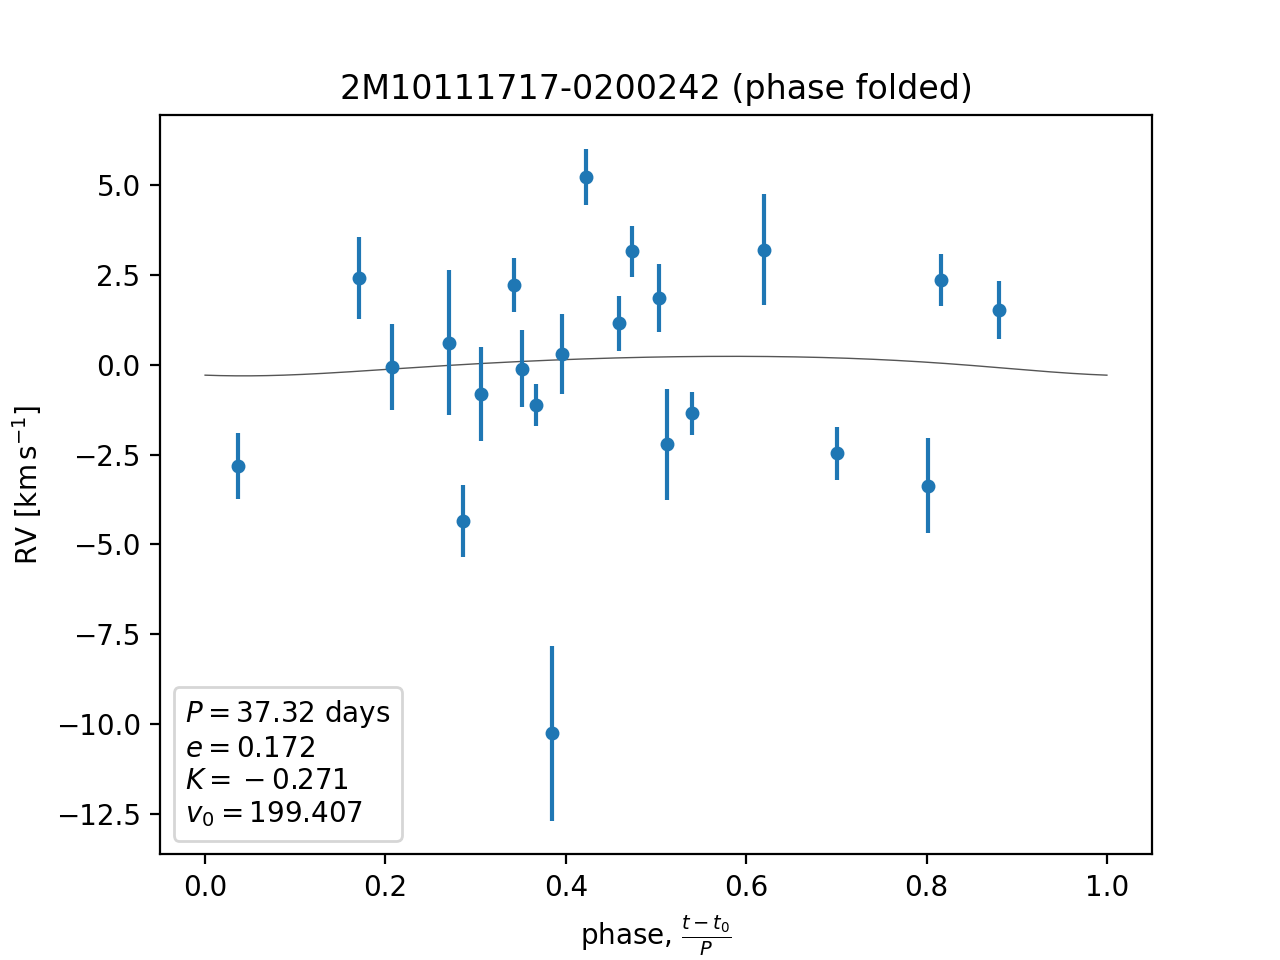 2M10111717-0200242 (phase folded)
RV [km s⁻¹]
5.0
2.5
0.0
−2.5
−5.0
−7.5
−10.0
−12.5
P = 37.32 days
e = 0.172
K = −0.271
v₀ = 199.407
0.0 0.2 0.4 0.6 0.8 1.0
phase, (t − t₀)/P